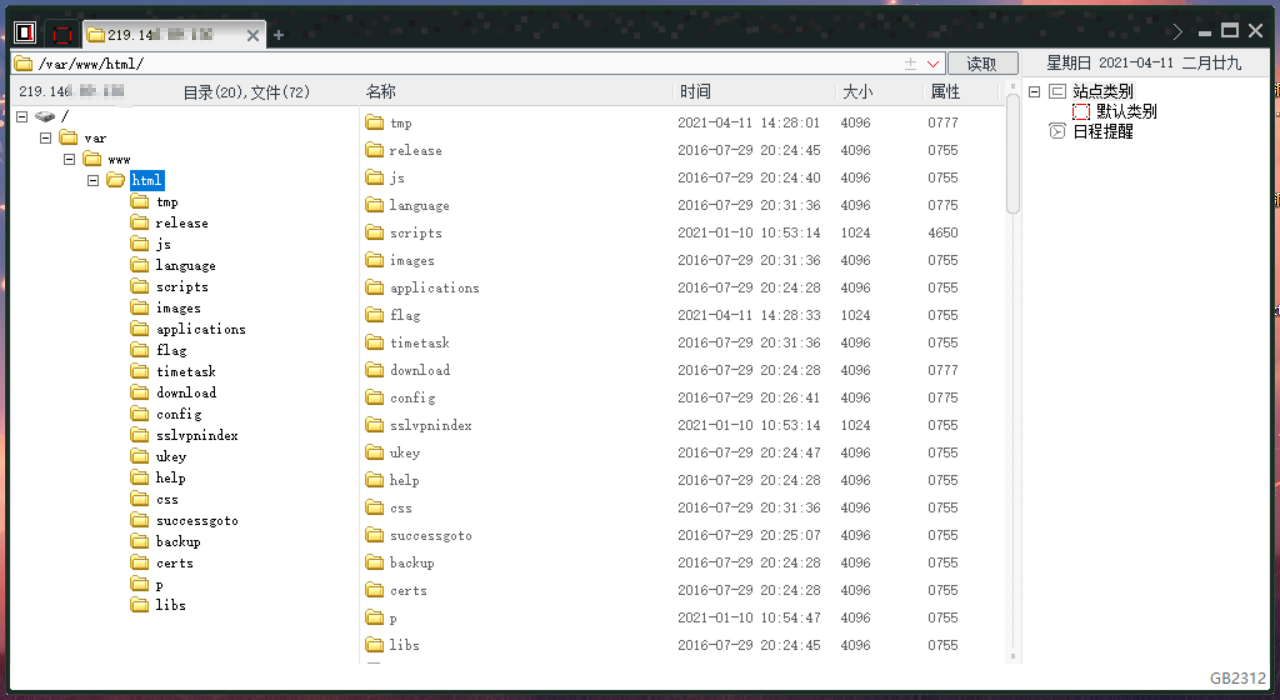 219.14
/var/www/html/
读取
星期日 2021-04-11 二月廿九
219.146
目录(20),文件(72)
名称 时间 大小 属性
/
var
www
html
tmp
release
js
language
scripts
images
applications
flag
timetask
download
config
sslvpnindex
ukey
help
css
successgoto
backup
certs
p
libs
tmp 2021-04-11 14:28:01 4096 0777
release 2016-07-29 20:24:45 4096 0755
js 2016-07-29 20:24:40 4096 0755
language 2016-07-29 20:31:36 4096 0775
scripts 2021-01-10 10:53:14 1024 4650
images 2016-07-29 20:31:36 4096 0755
applications 2016-07-29 20:24:28 4096 0755
flag 2021-04-11 14:28:33 1024 0755
timetask 2016-07-29 20:31:36 4096 0755
download 2016-07-29 20:24:28 4096 0777
config 2016-07-29 20:26:41 4096 0775
sslvpnindex 2021-01-10 10:53:14 1024 0755
ukey 2016-07-29 20:24:47 4096 0755
help 2016-07-29 20:24:28 4096 0755
css 2016-07-29 20:31:36 4096 0755
successgoto 2016-07-29 20:25:07 4096 0755
backup 2016-07-29 20:24:28 4096 0755
certs 2016-07-29 20:24:28 4096 0755
p 2021-01-10 10:54:47 4096 0755
libs 2016-07-29 20:24:45 4096 0755
站点类别
默认类别
日程提醒
GB2312